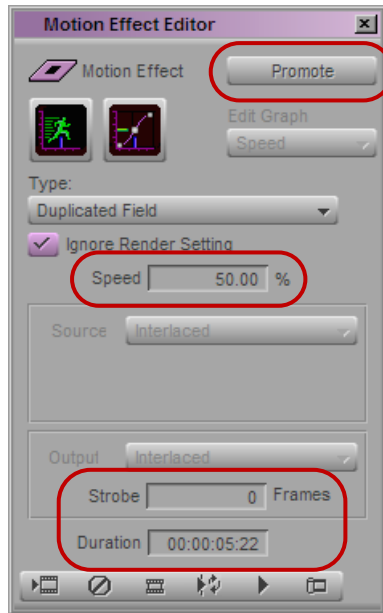 Motion Effect Editor
Motion Effect Promote
Edit Graph
Speed
Type:
Duplicated Field
Ignore Render Setting
Speed 50.00 %
Source Interlaced
Output Interlaced
Strobe 0 Frames
Duration 00:00:05:22